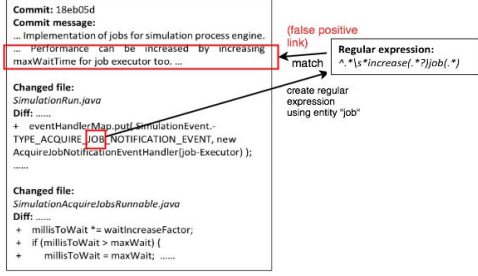 Commit: 18eb05d
Commit message:
... Implementation of jobs for simulation process engine.
... Performance can be increased by increasing
maxWaitTime for job executor too. ...
Changed file:
SimulationRun.java
Diff: ......
+ eventHandlerMap.put( SimulationEvent.-
TYPE_ACQUIRE_JOB_NOTIFICATION_EVENT, new
AcquireJobNotificationEventHandler(job-Executor) );
......
Changed file:
SimulationAcquireJobsRunnable.java
Diff: ......
+ millisToWait *= waitIncreaseFactor;
+ if (millisToWait > maxWait) {
+ millisToWait = maxWait; ......
(false positive
link)
match
Regular expression:
^.*\s*increase(.*?)job(.*)
create regular
expression
using entity "job"